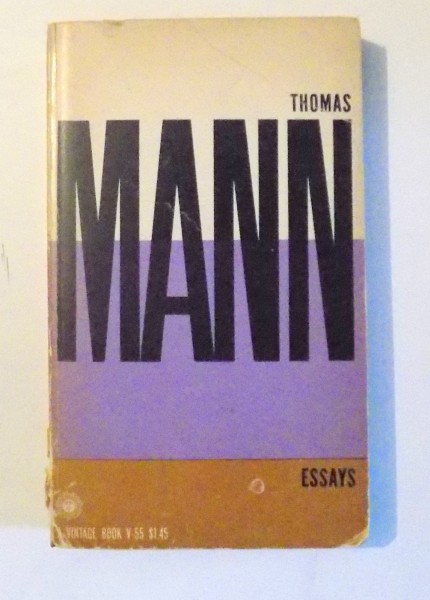 THOMAS
MANN
ESSAYS
VINTAGE BOOK V-55 $1.45